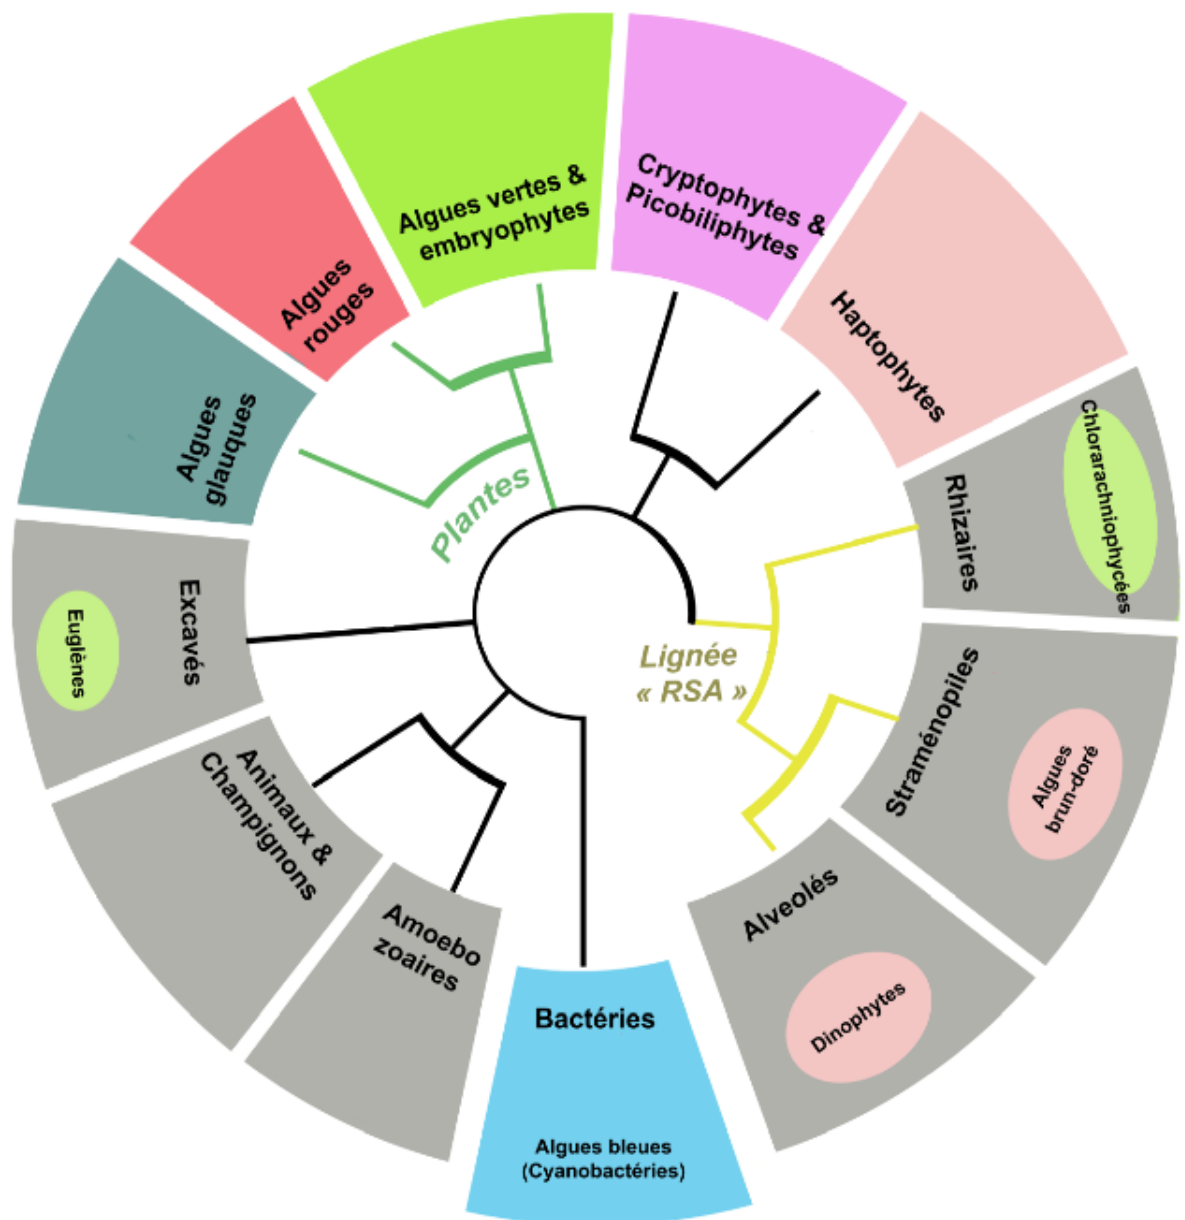 Algues vertes &
embryophytes
Cryptophytes &
Picobiliphytes
Algues
rouges
Haptophytes
Algues
glauques
Chlorarachniophycées
Rhizaires
Plantes
Excavés
Euglènes
Lignée
« RSA »
Straménopiles
Algues
brun-doré
Animaux &
Champignons
Alveolés
Dinophytes
Amoebo
zoaires
Bactéries
Algues bleues
(Cyanobactéries)